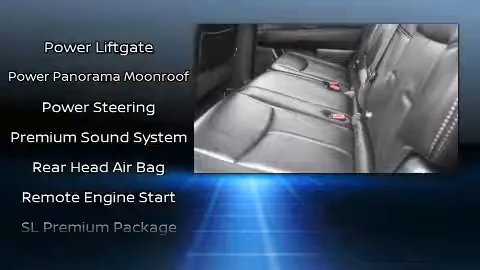 Power Liftgate
Power Panorama Moonroof
Power Steering
Premium Sound System
Rear Head Air Bag
Remote Engine Start
SL Premium Package